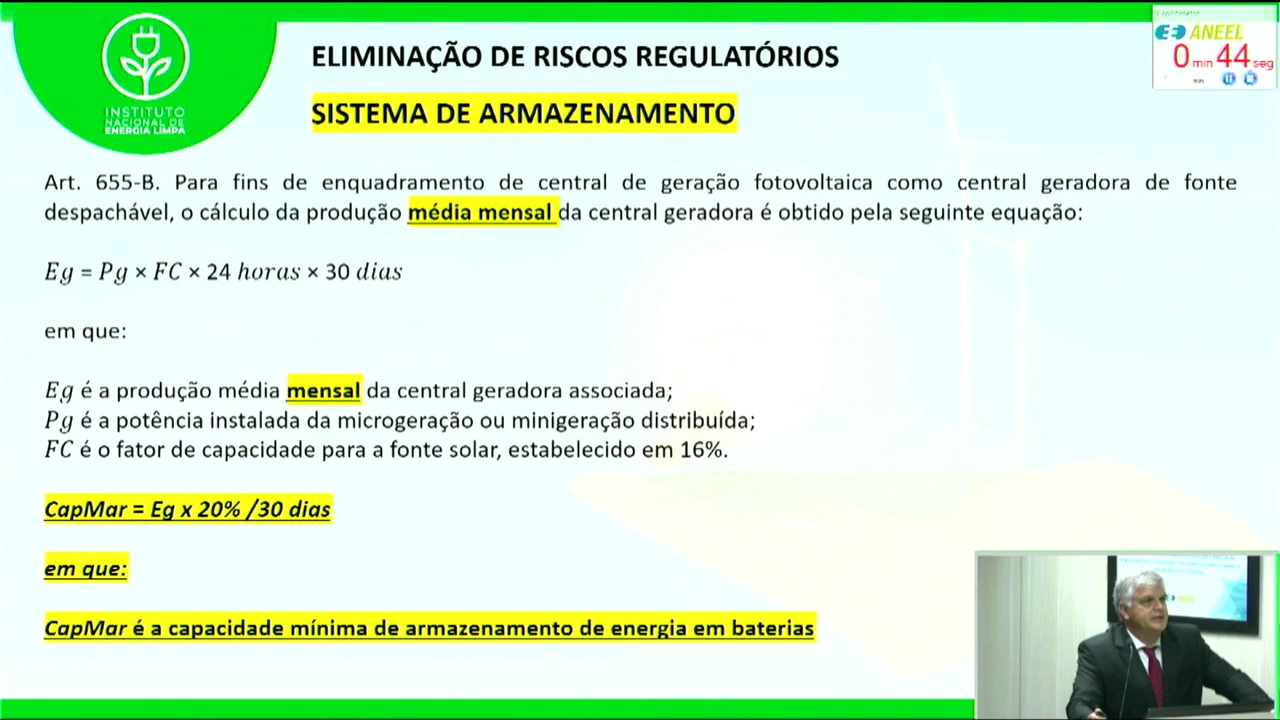 ELIMINAÇÃO DE RISCOS REGULATÓRIOS
ANEEL
0 min 44 seg
min
INSTITUTO
NACIONAL DE
ENERGIA LIMPA
SISTEMA DE ARMAZENAMENTO
Art. 655-B. Para fins de enquadramento de central de geração fotovoltaica como central geradora de fonte
despachável, o cálculo da produção média mensal da central geradora é obtido pela seguinte equação:
Eg = Pg × FC × 24 horas × 30 dias
em que:
Eg é a produção média mensal da central geradora associada;
Pg é a potência instalada da microgeração ou minigeração distribuída;
FC é o fator de capacidade para a fonte solar, estabelecido em 16%.
CapMar = Eg x 20% /30 dias
em que:
CapMar é a capacidade mínima de armazenamento de energia em baterias